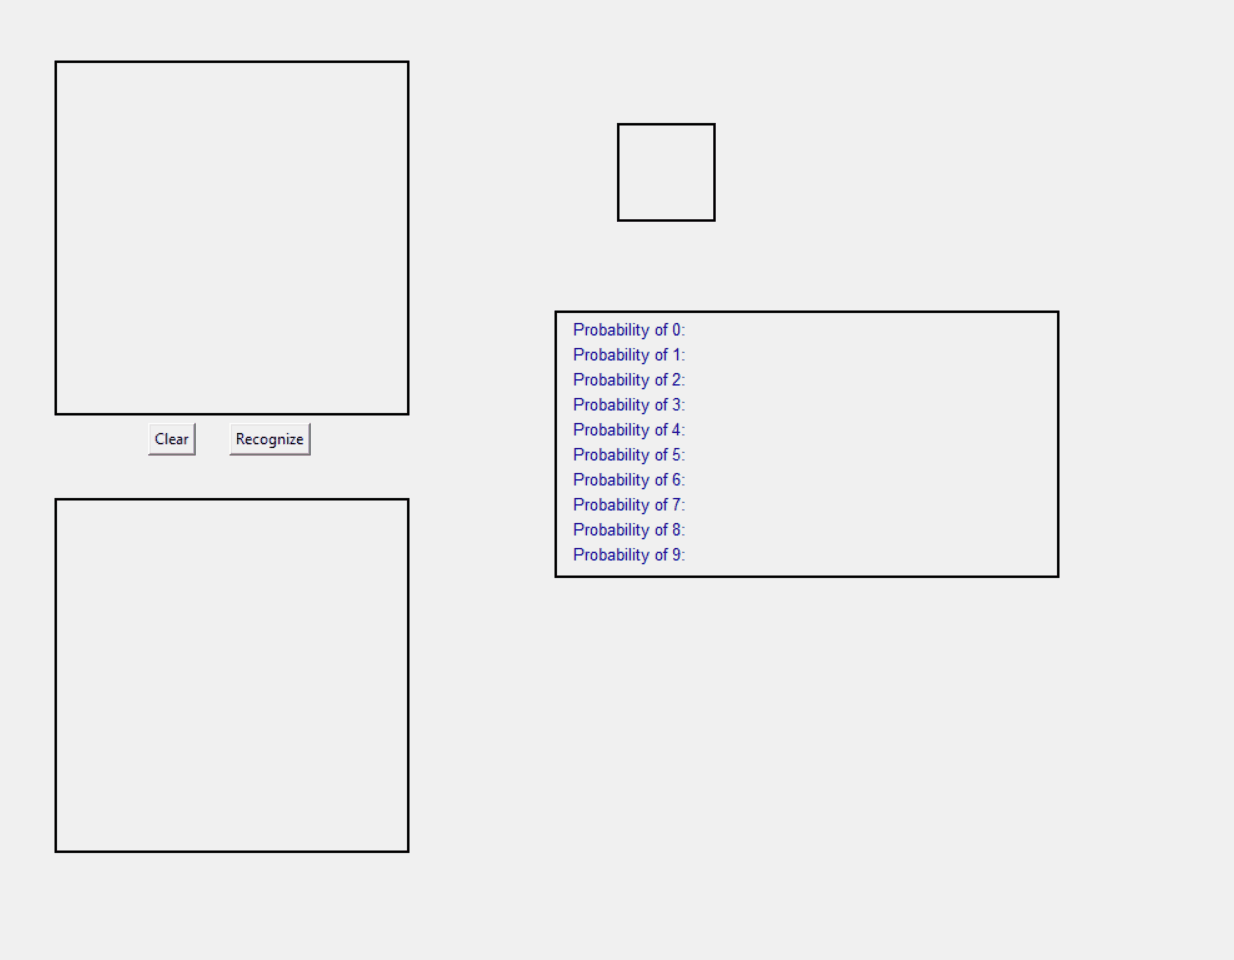 Clear
Recognize
Probability of 0:
Probability of 1:
Probability of 2:
Probability of 3:
Probability of 4:
Probability of 5:
Probability of 6:
Probability of 7:
Probability of 8:
Probability of 9: